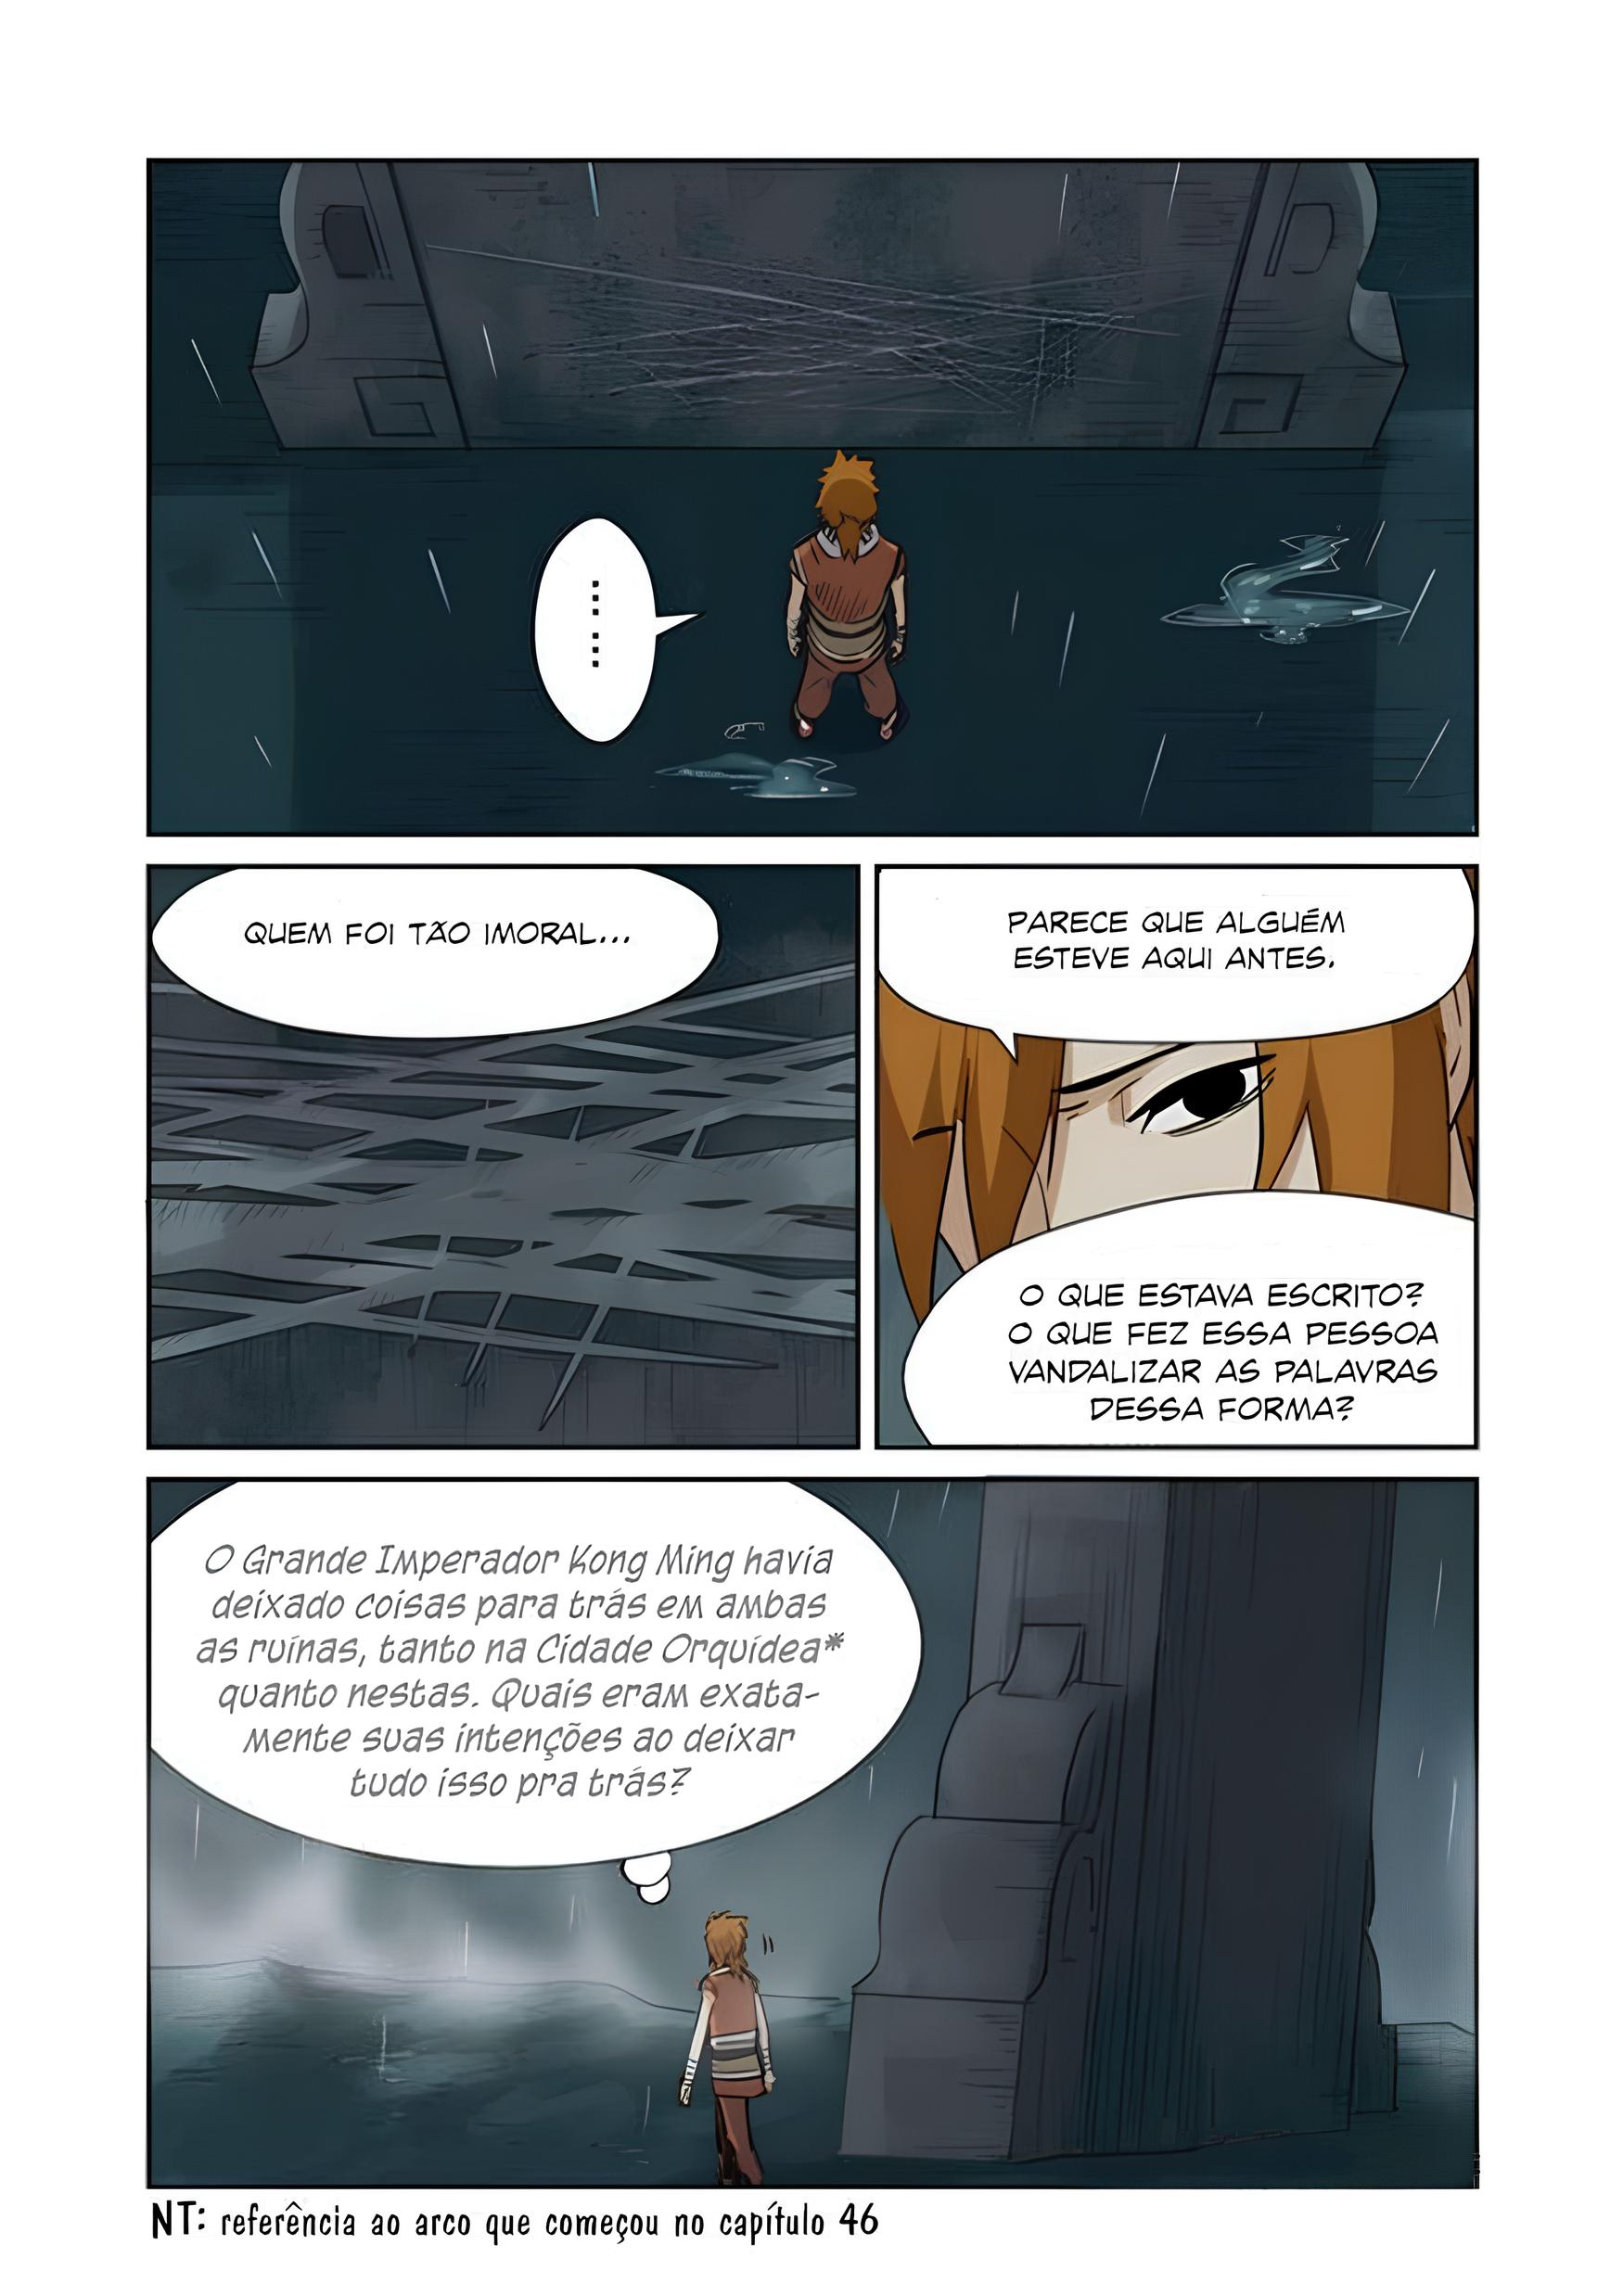 ......
QUEM FOI TÃO IMORAL...
PARECE QUE ALGUÉM
ESTEVE AQUI ANTES.
O QUE ESTAVA ESCRITO?
O QUE FEZ ESSA PESSOA
VANDALIZAR AS PALAVRAS
DESSA FORMA?
O Grande Imperador Kong Ming havia
deixado coisas para trás em ambas
as ruínas, tanto na Cidade Orquídea*
quanto nestas. Quais eram exata-
mente suas intenções ao deixar
tudo isso pra trás?
NT: referência ao arco que começou no capítulo 46